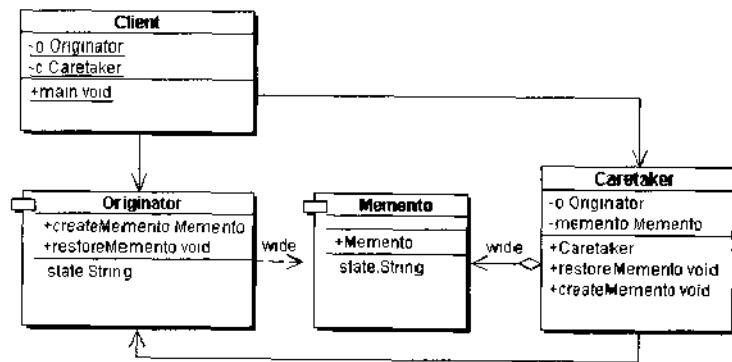 Client
-o Originator
-c Caretaker
+main void
Originator
+createMemento Memento
+restoreMemento void
state String
wide
Memento
+Memento
state.String
wide
Caretaker
-o Originator
-memento Memento
+Caretaker
+restoreMemento void
+createMemento void